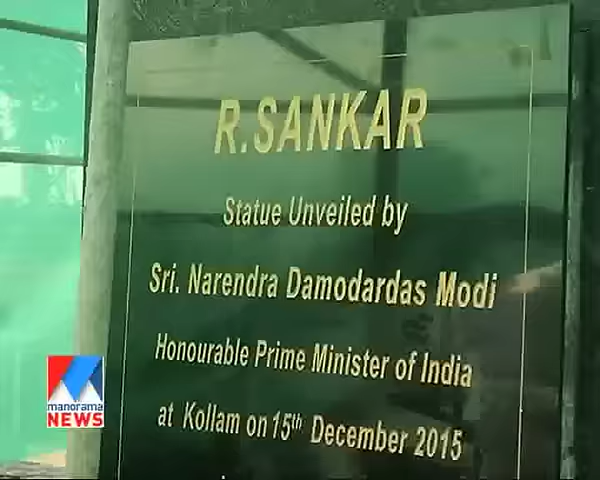 R.SANKAR
Statue Unveiled by
Sri. Narendra Damodardas Modi
Honourable Prime Minister of India
at Kollam on 15th December 2015
manorama
NEWS